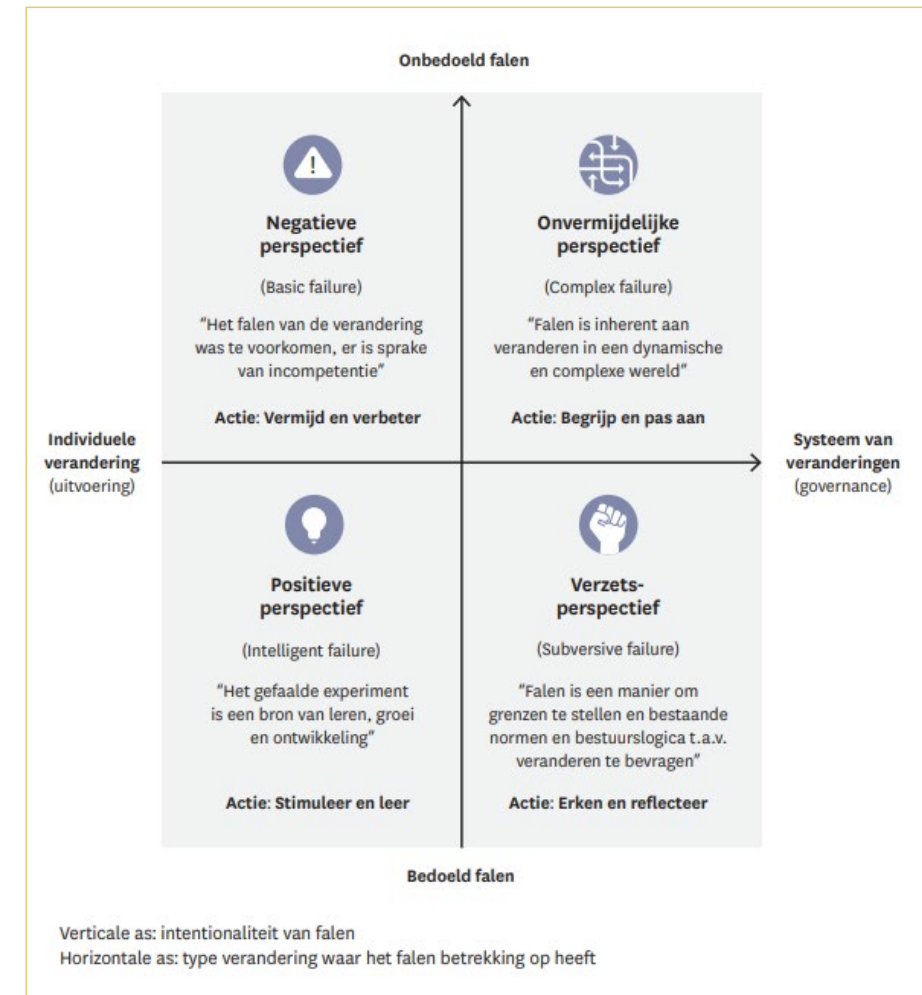 Onbedoeld falen
!
Negatieve
perspectief
(Basic failure)
"Het falen van de verandering
was te voorkomen, er is sprake
van incompetentie"
Actie: Vermijd en verbeter
Onvermijdelijke
perspectief
(Complex failure)
"Falen is inherent aan
veranderen in een dynamische
en complexe wereld"
Actie: Begrijp en pas aan
Individuele
verandering
(uitvoering)
Systeem van
veranderingen
(governance)
Positieve
perspectief
(Intelligent failure)
"Het gefaalde experiment
is een bron van leren, groei
en ontwikkeling"
Actie: Stimuleer en leer
Verzets-
perspectief
(Subversive failure)
"Falen is een manier om
grenzen te stellen en bestaande
normen en bestuurslogica t.a.v.
veranderen te bevragen"
Actie: Erken en reflecteer
Bedoeld falen
Verticale as: intentionaliteit van falen
Horizontale as: type verandering waar het falen betrekking op heeft